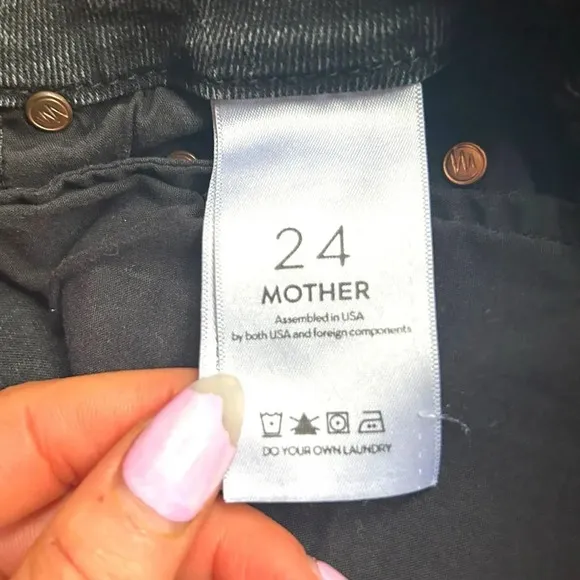 24
MOTHER
Assembled in USA
by both USA and foreign components
DO YOUR OWN LAUNDRY